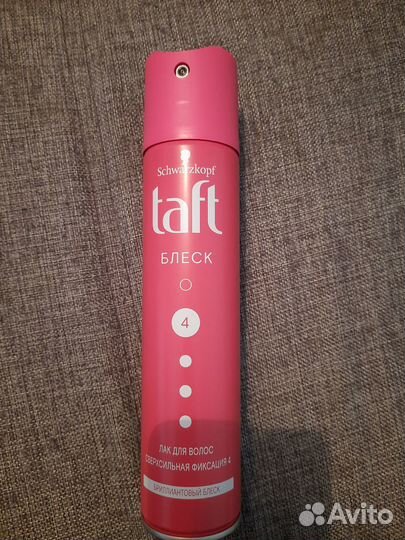 Schwarzkopf
taft
БЛЕСК
4
ЛАК ДЛЯ ВОЛОС
СВЕРХСИЛЬНАЯ ФИКСАЦИЯ 4
БРИЛЛИАНТОВЫЙ БЛЕСК
Avito